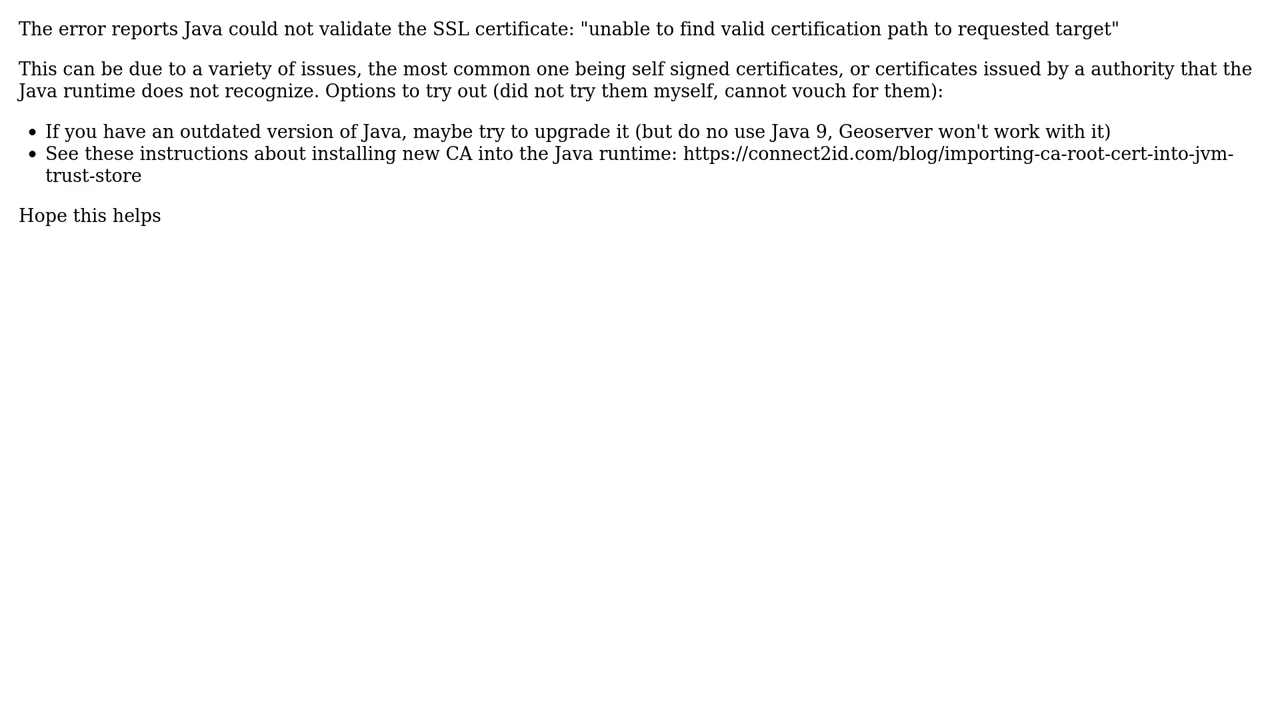 The error reports Java could not validate the SSL certificate: "unable to find valid certification path to requested target"
This can be due to a variety of issues, the most common one being self signed certificates, or certificates issued by a authority that the
Java runtime does not recognize. Options to try out (did not try them myself, cannot vouch for them):
• If you have an outdated version of Java, maybe try to upgrade it (but do no use Java 9, Geoserver won't work with it)
• See these instructions about installing new CA into the Java runtime: https://connect2id.com/blog/importing-ca-root-cert-into-jvm-
trust-store
Hope this helps